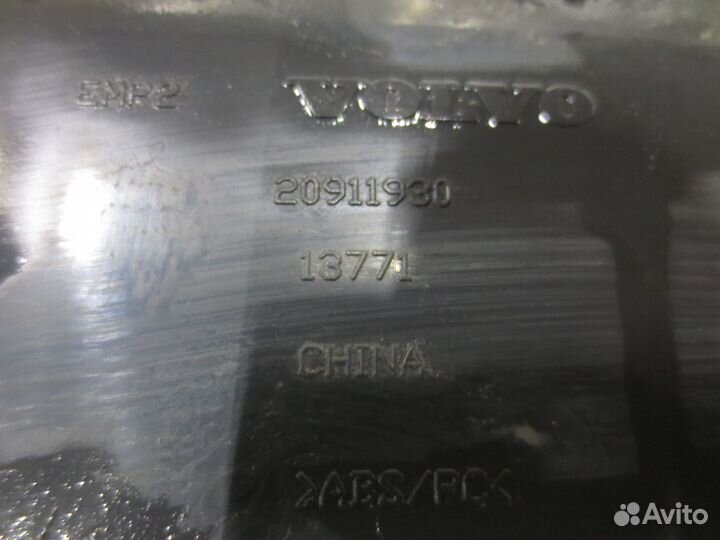 EMP2
VOLVO
20911930
13771
CHINA
>ABS/PC<
Avito